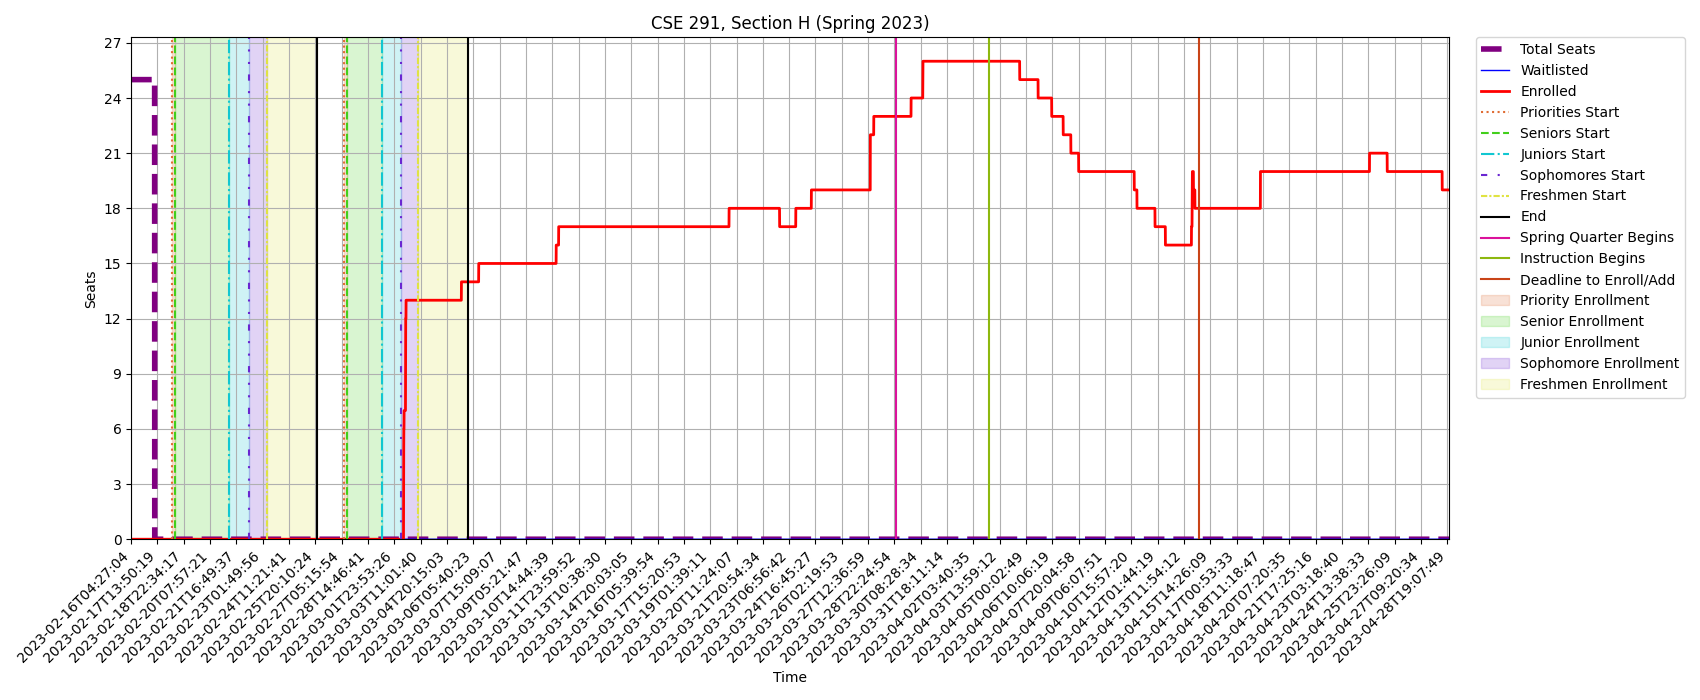 CSE 291, Section H (Spring 2023)
Seats
27
24
21
18
15
12
9
6
3
0
2023-02-16T04:27:04
2023-02-17T13:50:19
2023-02-18T22:34:17
2023-02-20T07:57:21
2023-02-21T16:49:37
2023-02-23T01:49:56
2023-02-24T11:21:41
2023-02-25T20:10:24
2023-02-27T05:15:54
2023-02-28T14:46:41
2023-03-01T23:53:26
2023-03-03T11:01:40
2023-03-04T20:15:03
2023-03-06T05:40:23
2023-03-07T15:09:07
2023-03-09T05:21:47
2023-03-10T14:44:39
2023-03-11T23:59:52
2023-03-13T10:38:30
2023-03-14T20:03:05
2023-03-16T05:39:54
2023-03-17T15:20:53
2023-03-19T01:39:11
2023-03-20T11:24:07
2023-03-21T20:54:34
2023-03-23T06:56:42
2023-03-24T16:45:27
2023-03-26T02:19:53
2023-03-27T12:36:59
2023-03-28T22:24:54
2023-03-30T08:28:34
2023-03-31T18:11:14
2023-04-02T03:40:35
2023-04-03T13:59:12
2023-04-05T00:02:49
2023-04-06T10:06:19
2023-04-07T20:04:58
2023-04-09T06:07:51
2023-04-10T15:57:20
2023-04-12T01:44:19
2023-04-13T11:54:12
2023-04-15T14:26:09
2023-04-17T00:53:33
2023-04-18T11:18:47
2023-04-20T07:20:35
2023-04-21T17:25:16
2023-04-24T03:18:40
2023-04-24T13:38:33
2023-04-25T23:26:09
2023-04-27T09:20:34
2023-04-28T19:07:49
Time
Total Seats
Waitlisted
Enrolled
Priorities Start
Seniors Start
Juniors Start
Sophomores Start
Freshmen Start
End
Spring Quarter Begins
Instruction Begins
Deadline to Enroll/Add
Priority Enrollment
Senior Enrollment
Junior Enrollment
Sophomore Enrollment
Freshmen Enrollment